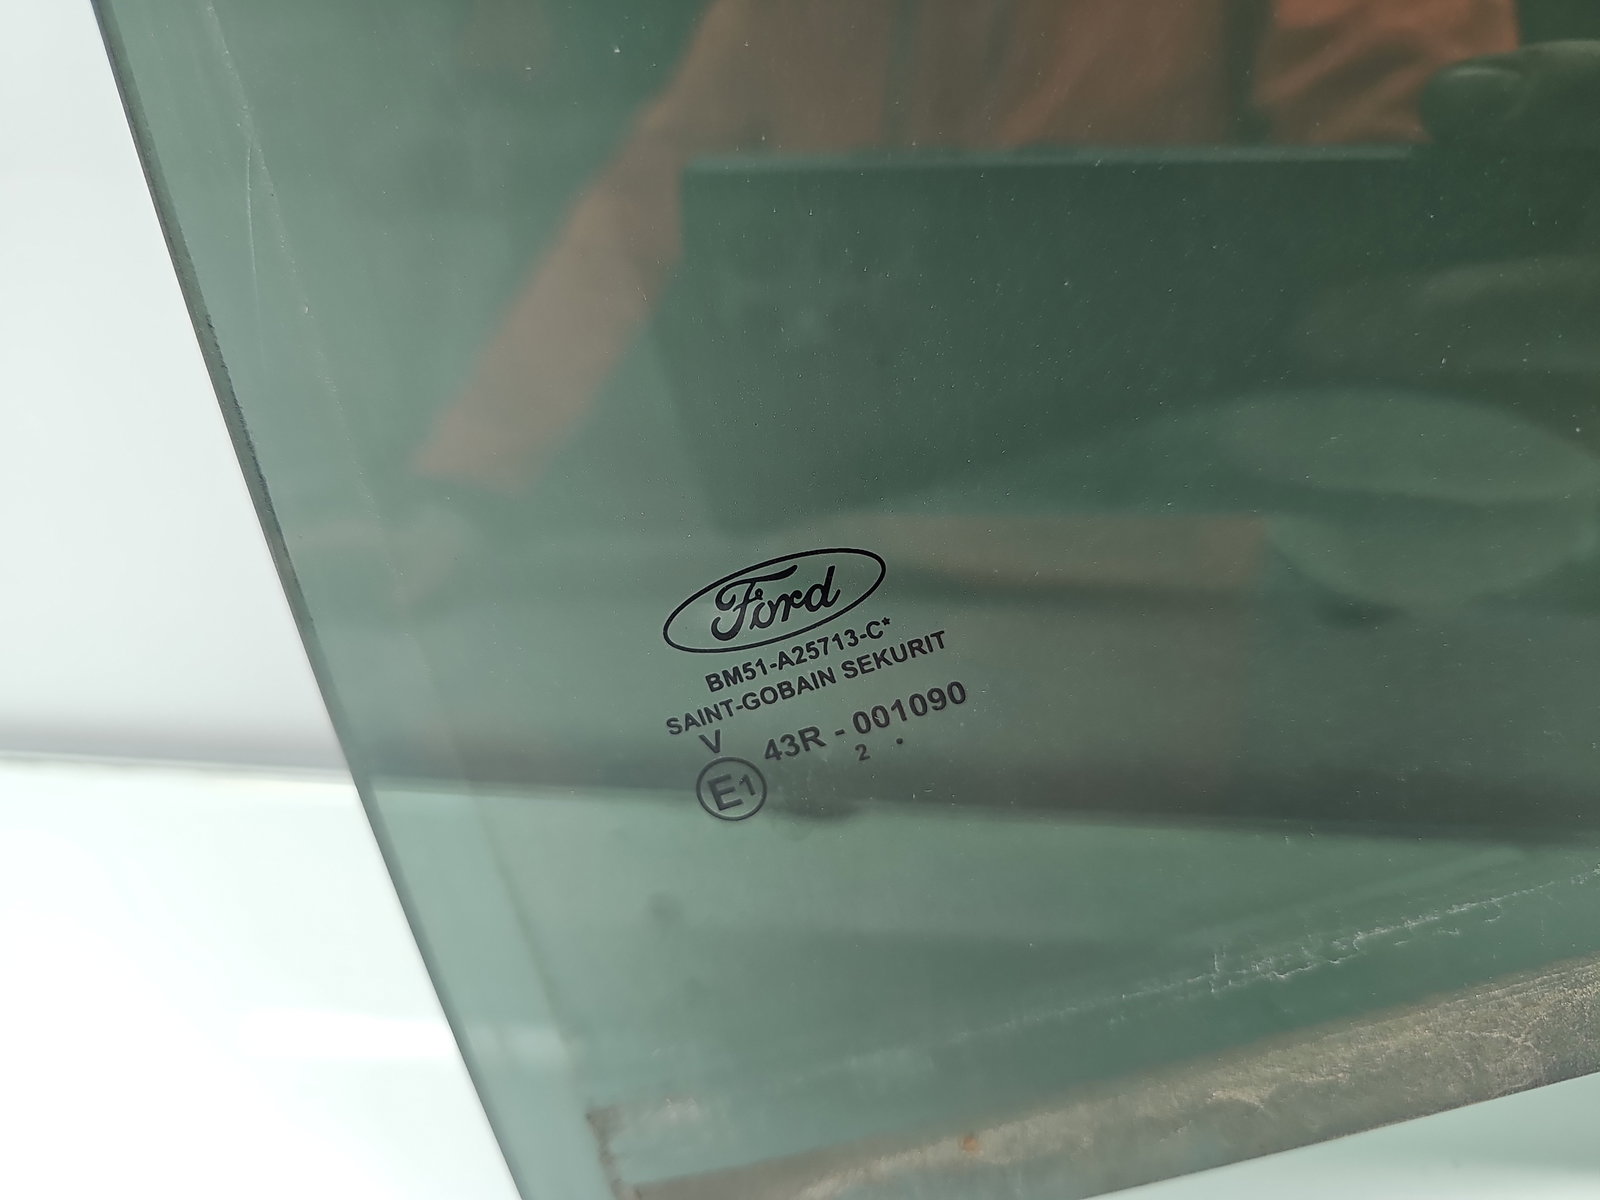 Ford
BM51-A25713-C*
SAINT-GOBAIN SEKURIT
V
43R - 001090
2 .
E1